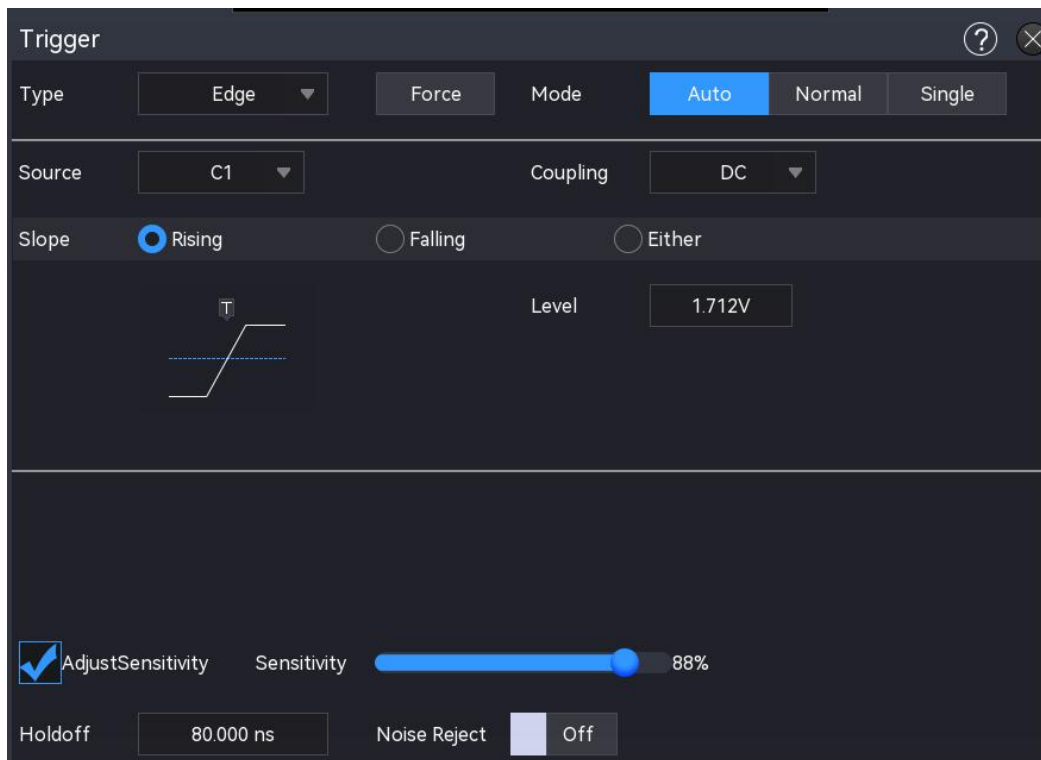 Trigger ?
Type Edge Force Mode Auto Normal Single
Source C1 Coupling DC
Slope Rising Falling Either
T
Level 1.712V
AdjustSensitivity Sensitivity 88%
Holdoff 80.000 ns Noise Reject Off